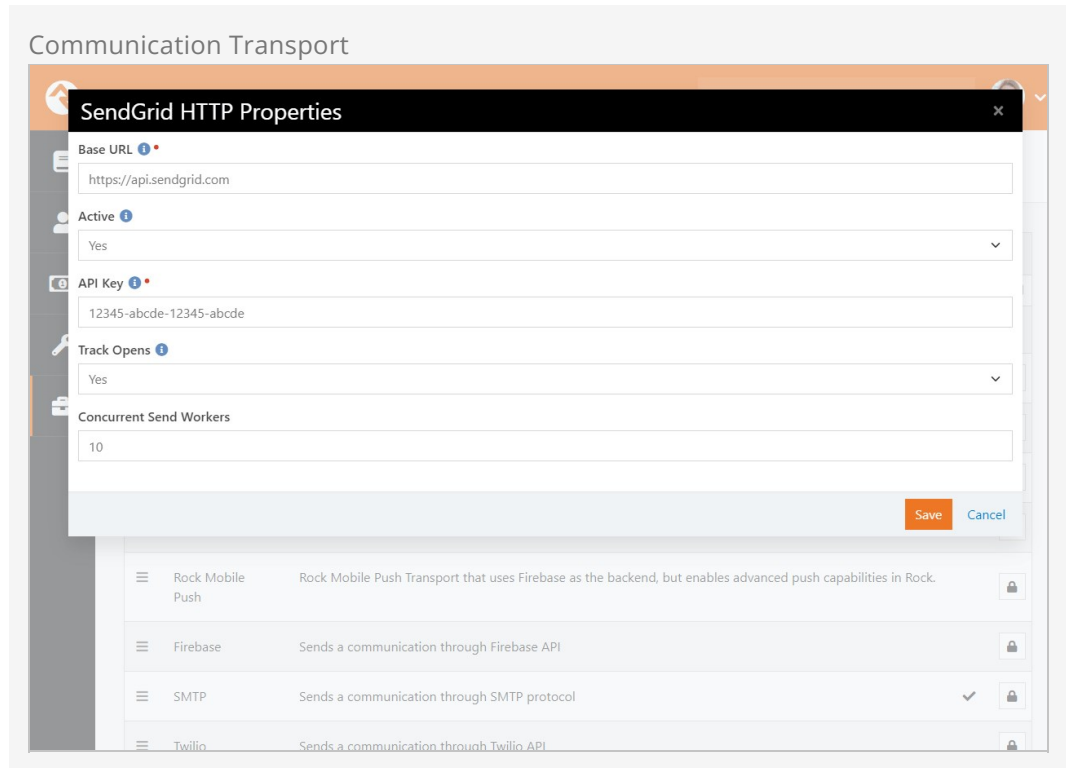 Communication Transport
SendGrid HTTP Properties ×
Base URL
https://api.sendgrid.com
Active
Yes
API Key
12345-abcde-12345-abcde
Track Opens
Yes
Concurrent Send Workers
10
Save Cancel
Rock Mobile Rock Mobile Push Transport that uses Firebase as the backend, but enables advanced push capabilities in Rock.
Push
Firebase Sends a communication through Firebase API
SMTP Sends a communication through SMTP protocol
Twilio Sends a communication through Twilio API